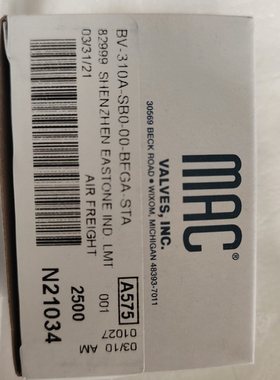 MAC®
VALVES, INC.
30569 BECK ROAD • WIXOM, MICHIGAN 48393-7011
BV-310A-SB0-00-BFGA-STA
82999 SHENZHEN EASTONE IND LMT
03/31/21
AIR FREIGHT
A575
001
01027
03/10 AM
2500
N21034